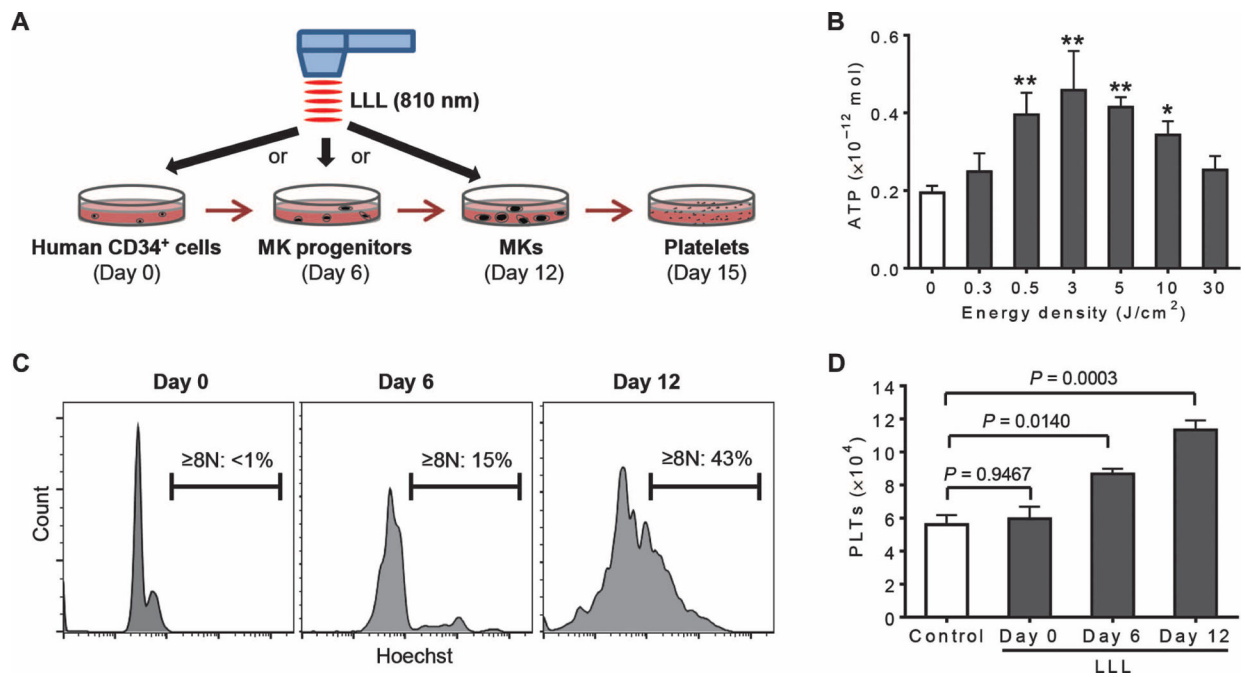 A
LLL (810 nm)
or
or
Human CD34⁺ cells
(Day 0)
MK progenitors
(Day 6)
MKs
(Day 12)
Platelets
(Day 15)
B
ATP (×10⁻¹² mol)
0.6
0.4
0.2
0.0
**
**
**
*
0 0.3 0.5 3 5 10 30
Energy density (J/cm²)
C
Day 0
Day 6
Day 12
≥8N: <1%
≥8N: 15%
≥8N: 43%
Count
Hoechst
D
PLTs (×10⁴)
14
12
10
8
6
4
2
0
P = 0.0003
P = 0.0140
P = 0.9467
Control Day 0 Day 6 Day 12
LLL